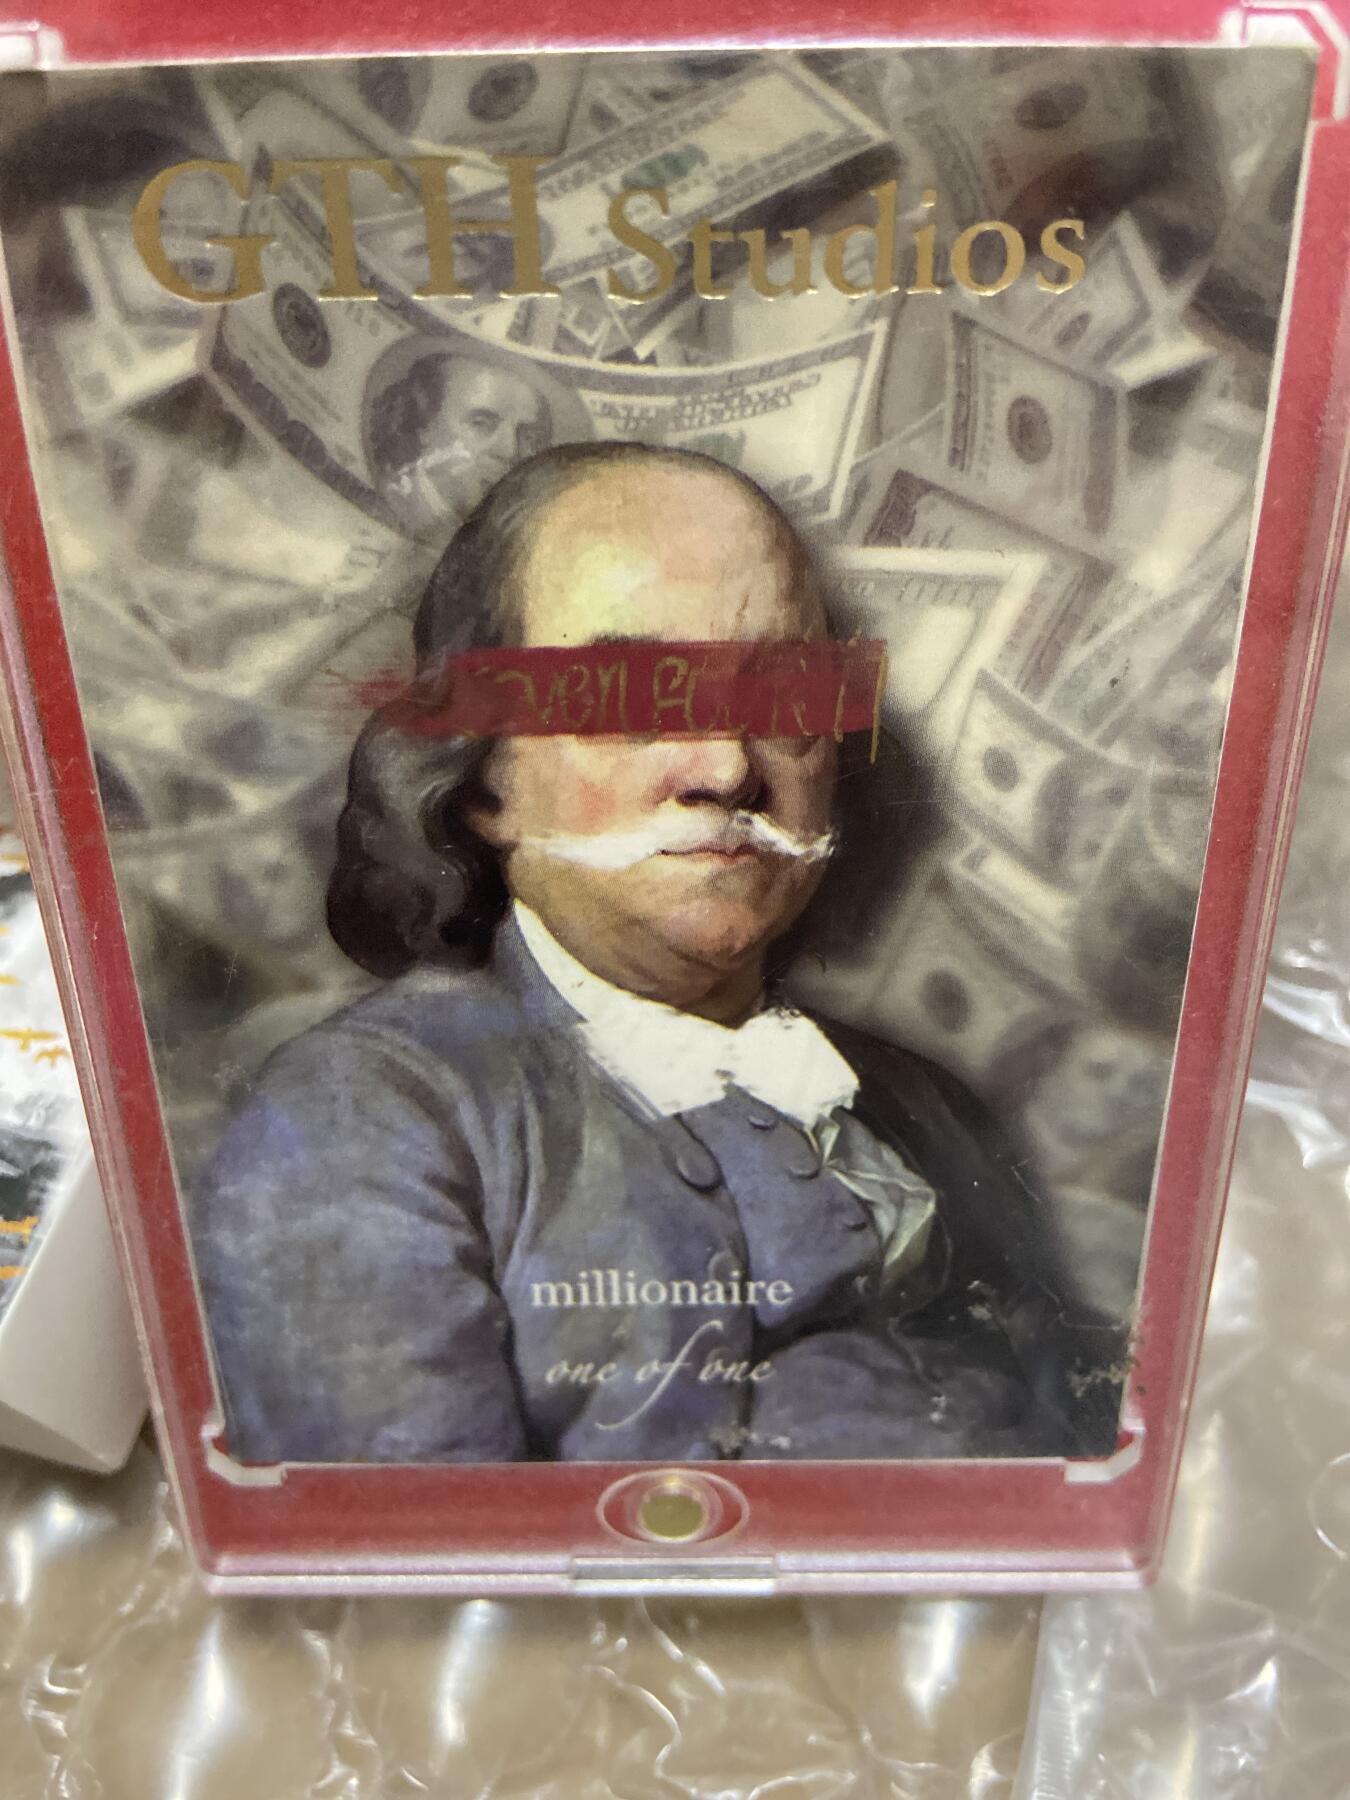 GTH Studios
millionaire
one of one